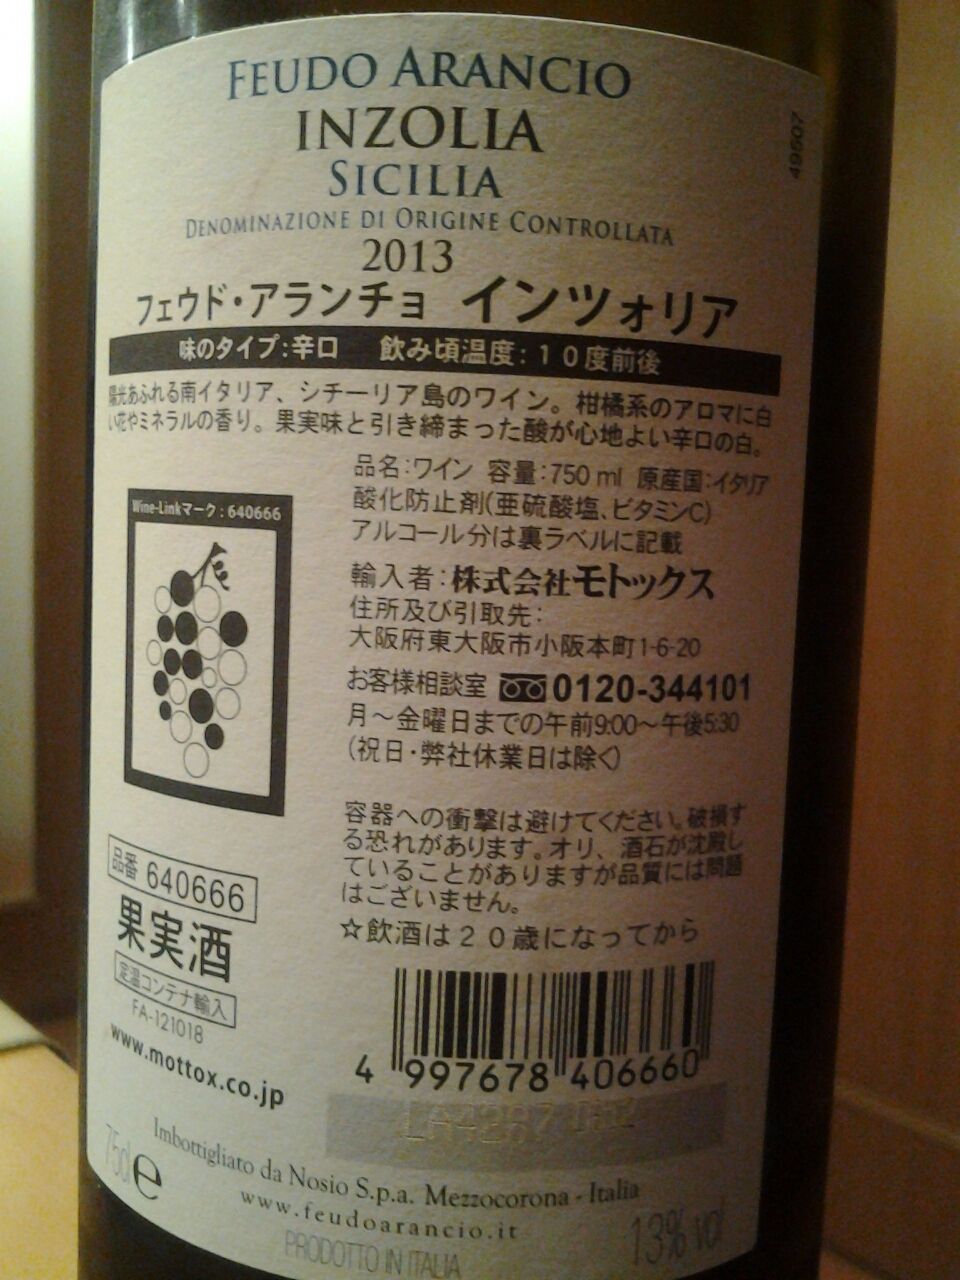 FEUDO ARANCIO
INZOLIA
SICILIA
DENOMINAZIONE DI ORIGINE CONTROLLATA
2013
49507
フェウド・アランチョ インツォリア
味のタイプ:辛口 飲み頃温度:10度前後
陽光あふれる南イタリア、シチーリア島のワイン。柑橘系のアロマに白
い花やミネラルの香り。果実味と引き締まった酸が心地よい辛口の白。
品名:ワイン 容量:750 ml 原産国:イタリア
酸化防止剤(亜硫酸塩、ビタミンC)
アルコール分は裏ラベルに記載
輸入者:株式会社モトックス
住所及び引取先:
大阪府東大阪市小阪本町1-6-20
お客様相談室 0120-344101
月~金曜日までの午前9:00~午後5:30
(祝日・弊社休業日は除く)
Wine-Linkマーク:640666
容器への衝撃は避けてください。破損す
る恐れがあります。オリ、酒石が沈殿し
ていることがありますが品質には問題
はございません。
☆飲酒は20歳になってから
品番 640666
果実酒
定温コンテナ輸入
FA-121018
www.mottox.co.jp
4 997678 406660
75cl e
Imbottigliato da Nosio S.p.a. Mezzocorona - Italia
www.feudoarancio.it
PRODOTTO IN ITALIA
13% vol